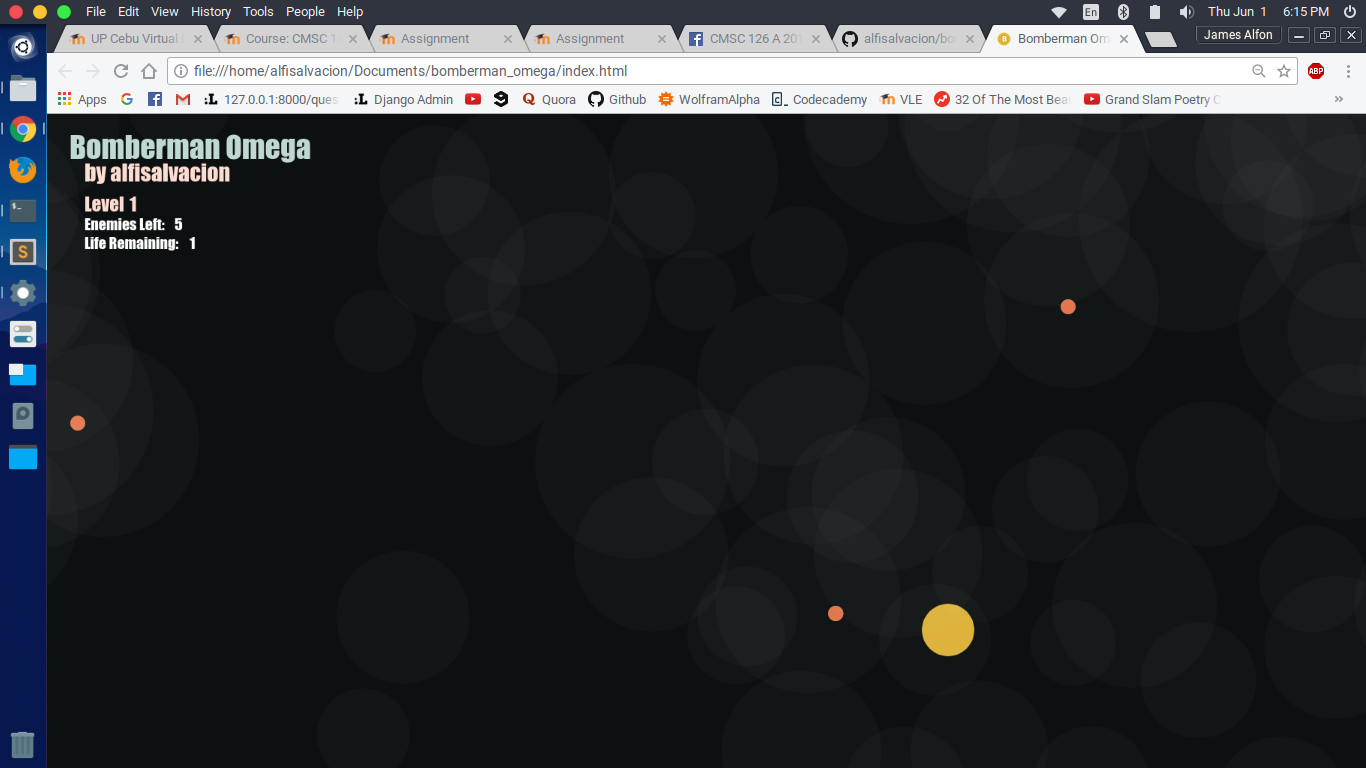 File Edit View History Tools People Help
En
Thu Jun 1 6:15 PM
UP Cebu Virtual
Course: CMSC 1
Assignment
Assignment
CMSC 126 A 201
alfisalvacion/bo
Bomberman Om
James Alfon
file:///home/alfisalvacion/Documents/bomberman_omega/index.html
ABP
Apps
127.0.0.1:8000/ques
Django Admin
Quora
Github
WolframAlpha
Codecademy
VLE
32 Of The Most Bea
Grand Slam Poetry C
»
Bomberman Omega
by alfisalvacion
Level 1
Enemies Left: 5
Life Remaining: 1